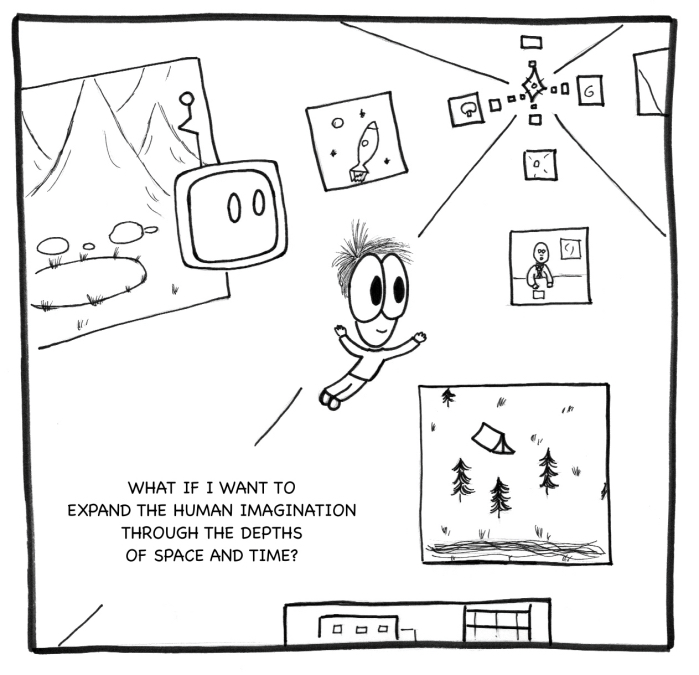 G
WHAT IF I WANT TO
EXPAND THE HUMAN IMAGINATION
THROUGH THE DEPTHS
OF SPACE AND TIME?